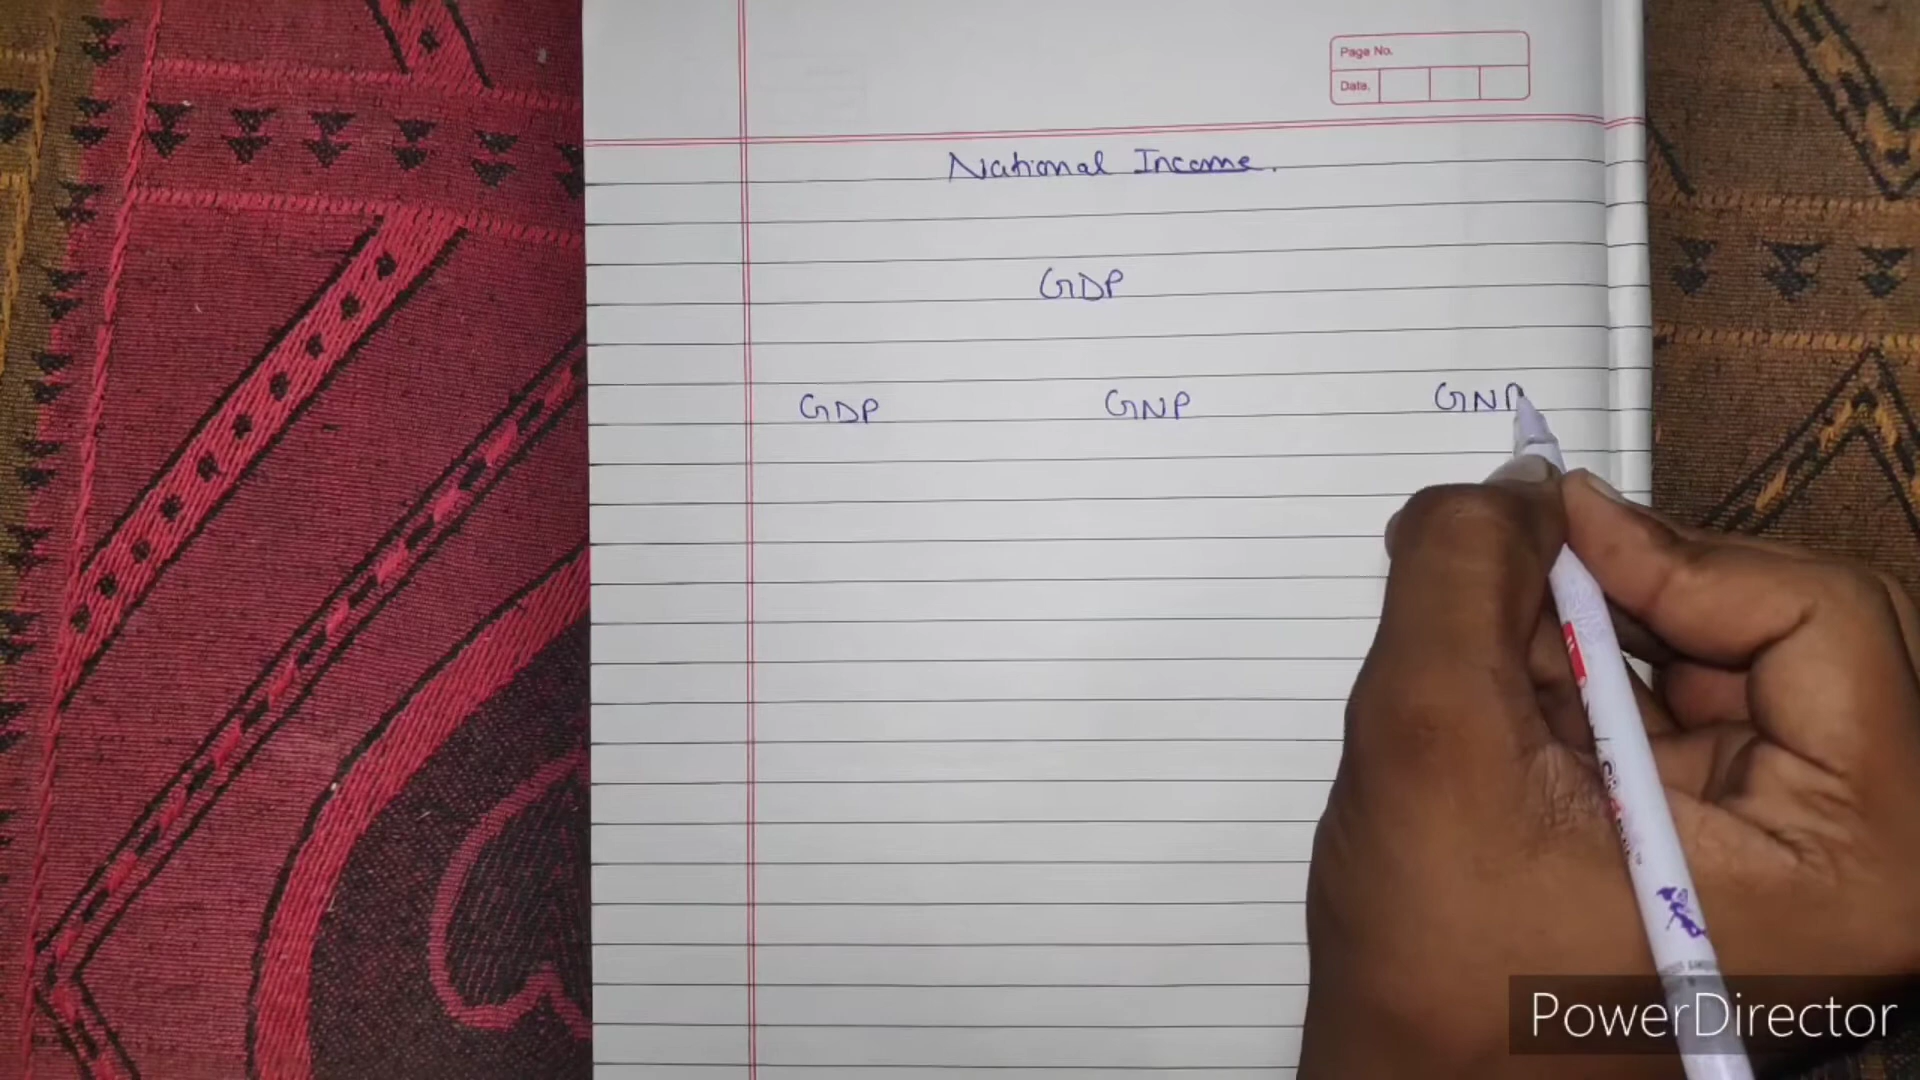 Page No.
Date.
National Income.
GDP
GDP GNP GNP
PowerDirector